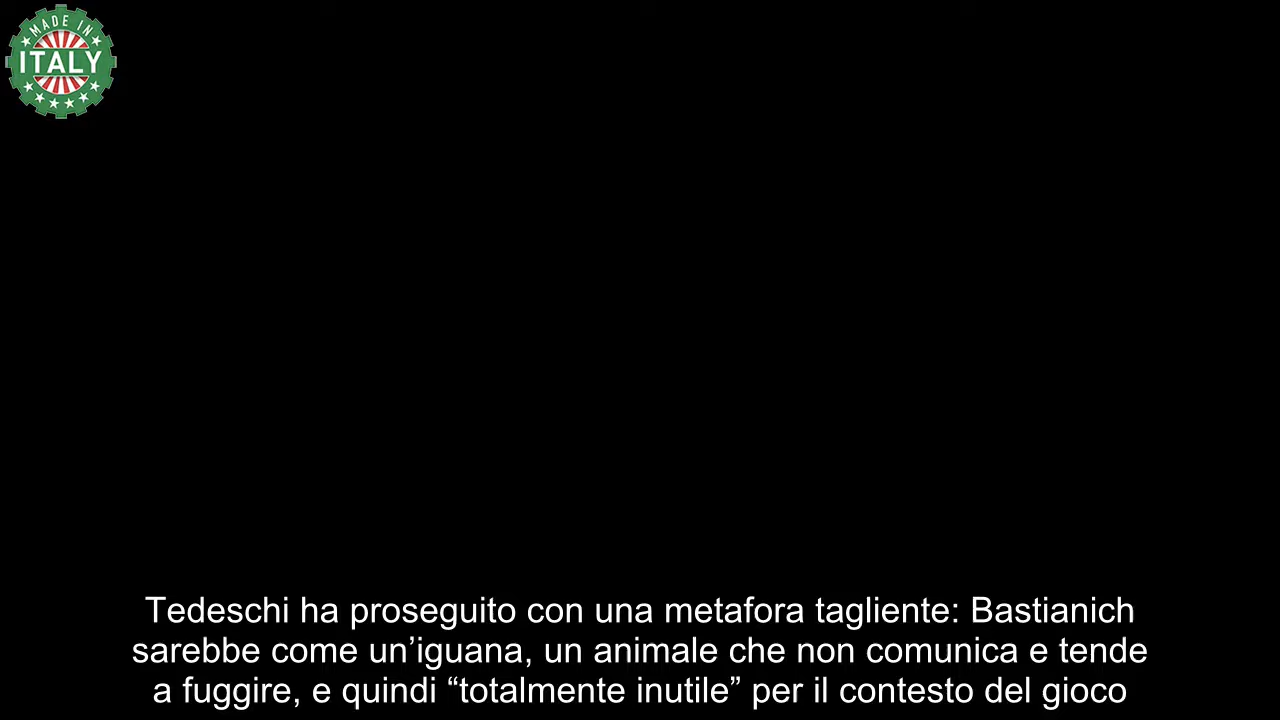 MADE IN
ITALY
Tedeschi ha proseguito con una metafora tagliente: Bastianich
sarebbe come un’iguana, un animale che non comunica e tende
a fuggire, e quindi “totalmente inutile” per il contesto del gioco